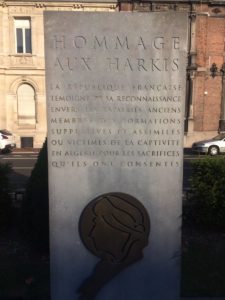 HOMMAGE
AUX HARKIS
LA RÉPUBLIQUE FRANÇAISE
TÉMOIGNE SA RECONNAISSANCE
ENVERS LES RAPATRIÉS ANCIENS
MEMBRES DES FORMATIONS
SUPPLÉTIVES ET ASSIMILÉS
OU VICTIMES DE LA CAPTIVITÉ
EN ALGÉRIE POUR LES SACRIFICES
QU'ILS ONT CONSENTIS